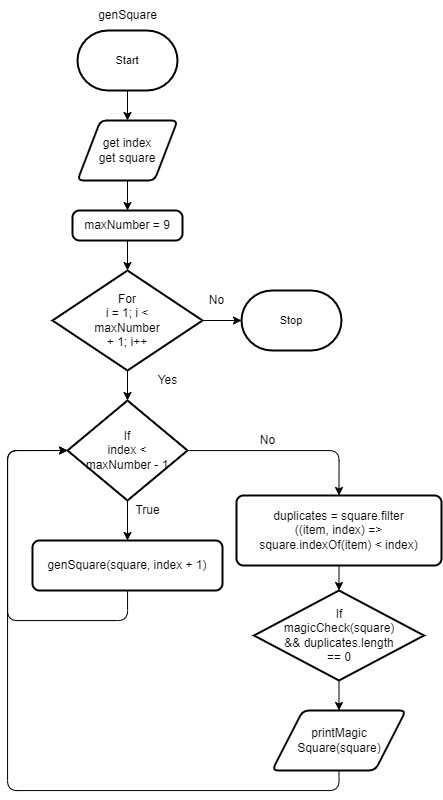 genSquare
Start
get index
get square
maxNumber = 9
For
i = 1; i <
maxNumber
+ 1; i++
No
Stop
Yes
If
index <
maxNumber - 1
No
True
genSquare(square, index + 1)
duplicates = square.filter
((item, index) =>
square.indexOf(item) < index)
If
magicCheck(square)
&& duplicates.length
== 0
printMagic
Square(square)